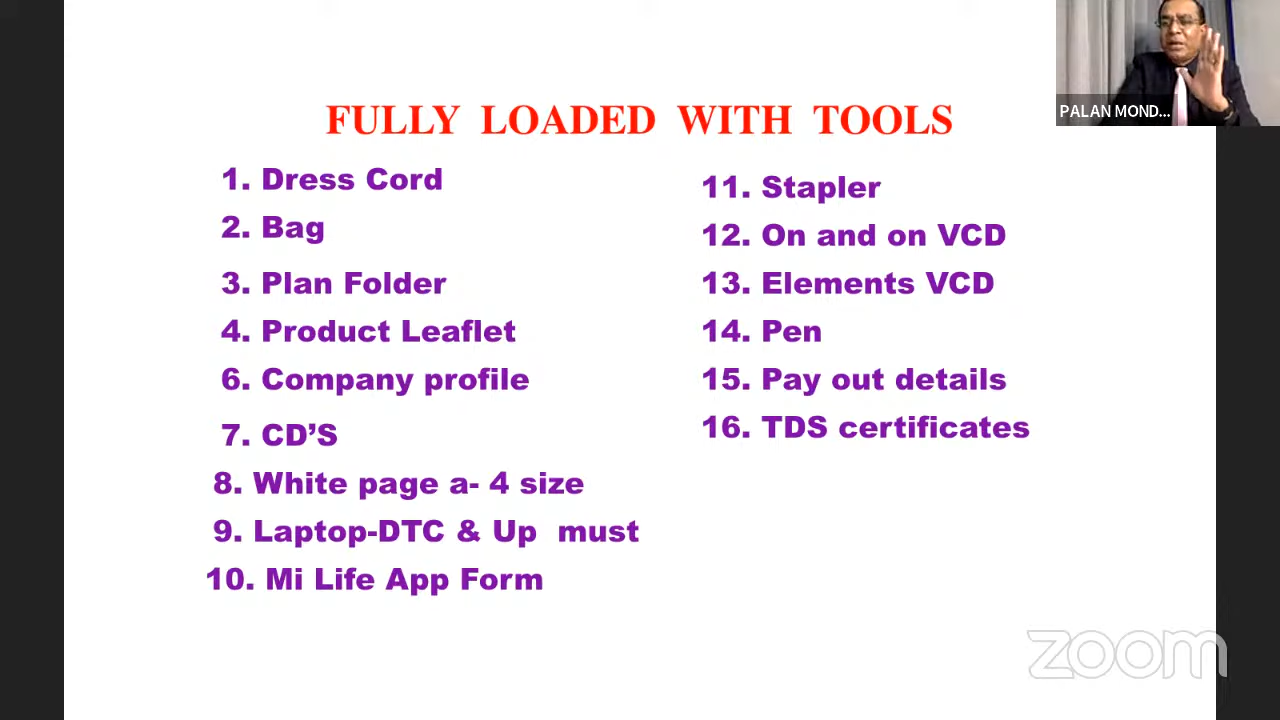 FULLY LOADED WITH TOOLS
1. Dress Cord
2. Bag
3. Plan Folder
4. Product Leaflet
6. Company profile
7. CD’S
8. White page a- 4 size
9. Laptop-DTC & Up must
10. Mi Life App Form
11. Stapler
12. On and on VCD
13. Elements VCD
14. Pen
15. Pay out details
16. TDS certificates
PALAN MOND...
zoom